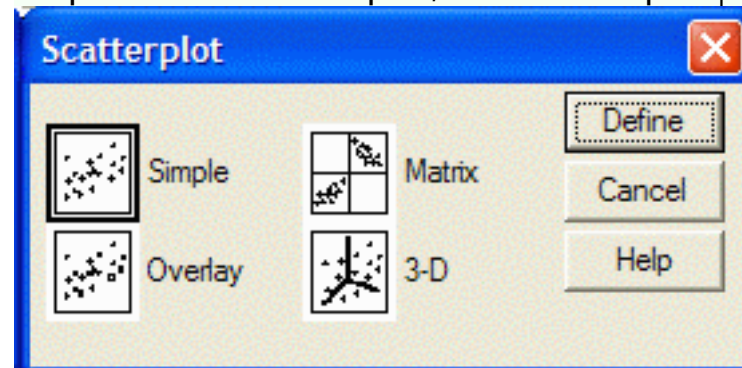 Scatterplot
Simple
Matrix
Define
Cancel
Overlay
3-D
Help